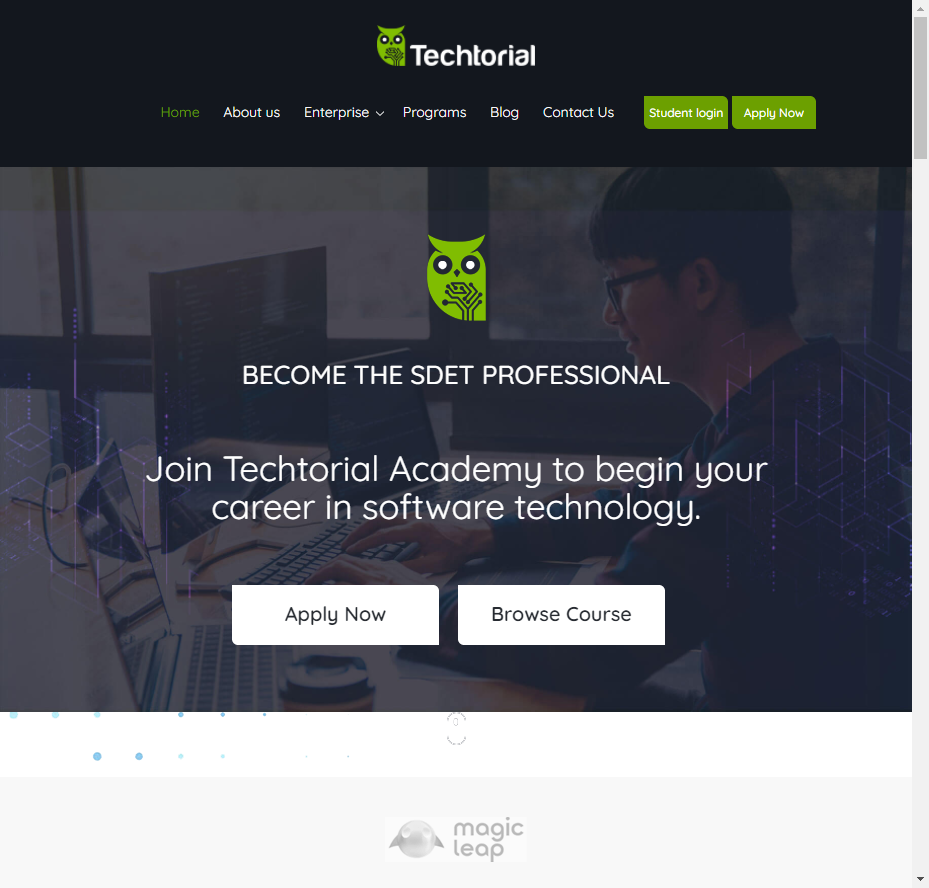 Techtorial
Home About us Enterprise Programs Blog Contact Us Student login Apply Now
BECOME THE SDET PROFESSIONAL
Join Techtorial Academy to begin your
career in software technology.
Apply Now Browse Course
magic
leap